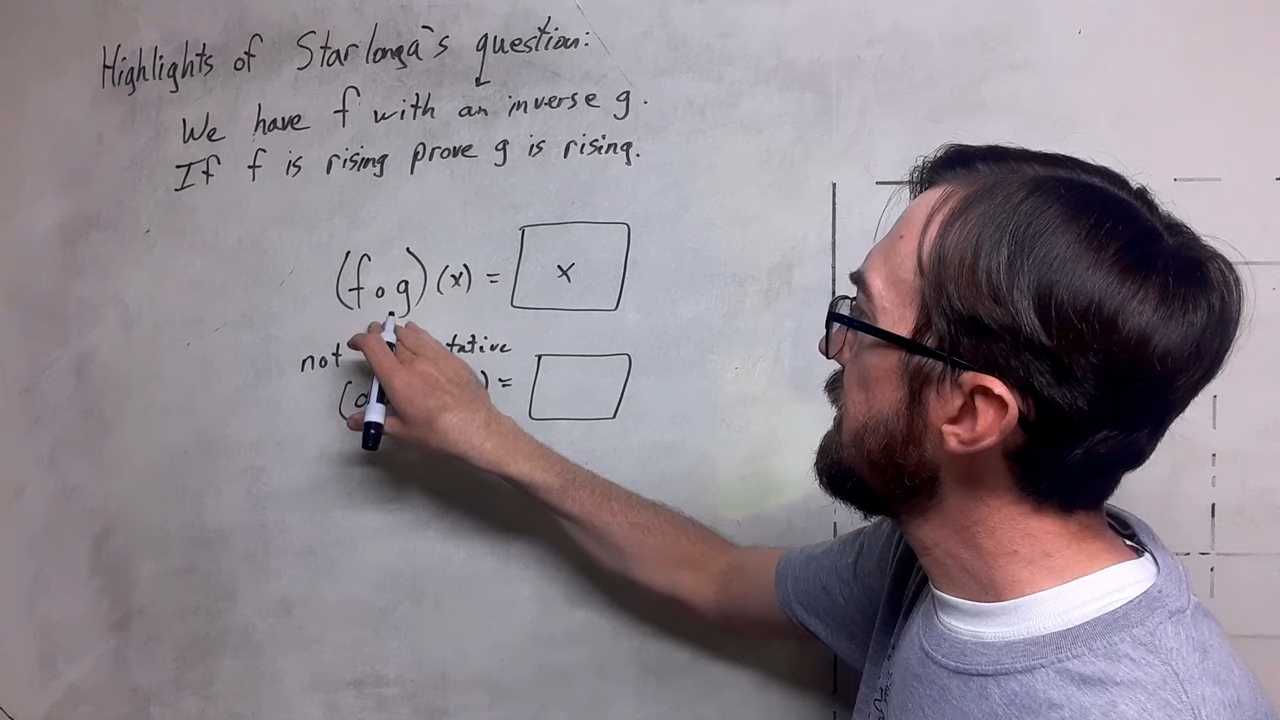 Highlights of Starlonga's question:
We have f with an inverse g.
If f is rising prove g is rising.
(f o g)(x) = x
not tative
( ) =